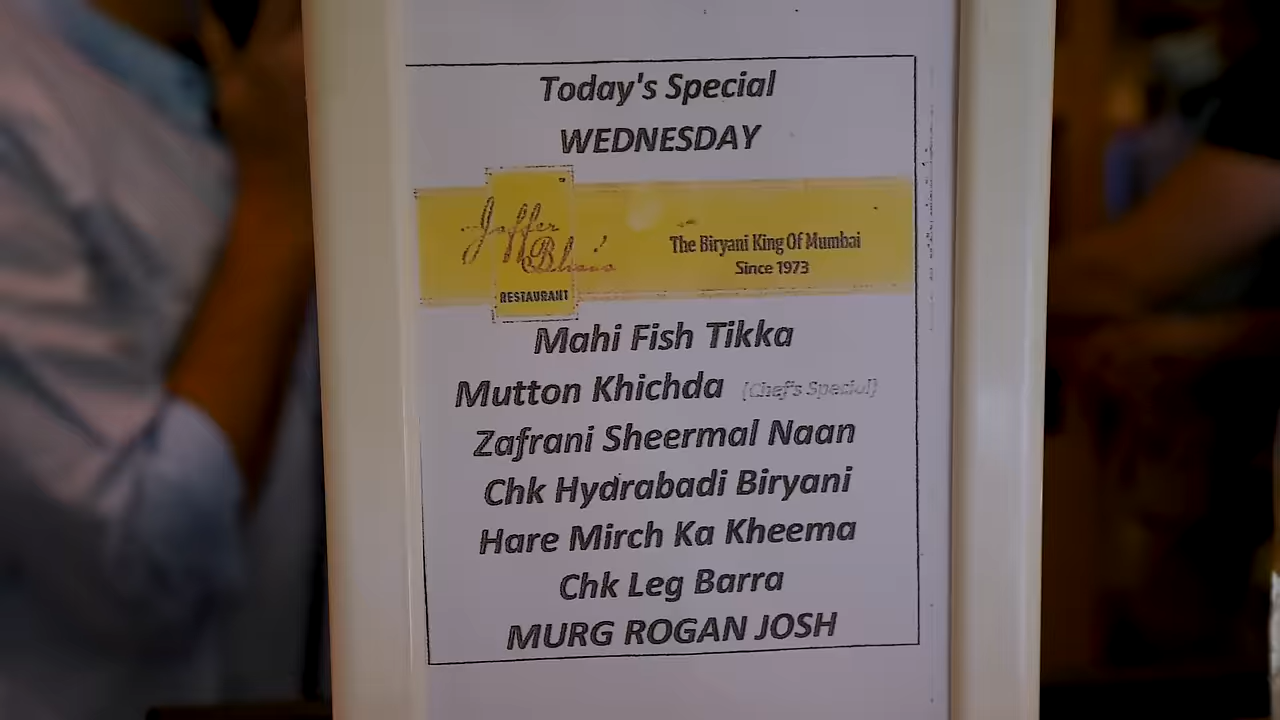 Today's Special
WEDNESDAY
Jaffer
Bhai's
RESTAURANT
The Biryani King Of Mumbai
Since 1973
Mahi Fish Tikka
Mutton Khichda (Chef's Special)
Zafrani Sheermal Naan
Chk Hydrabadi Biryani
Hare Mirch Ka Kheema
Chk Leg Barra
MURG ROGAN JOSH